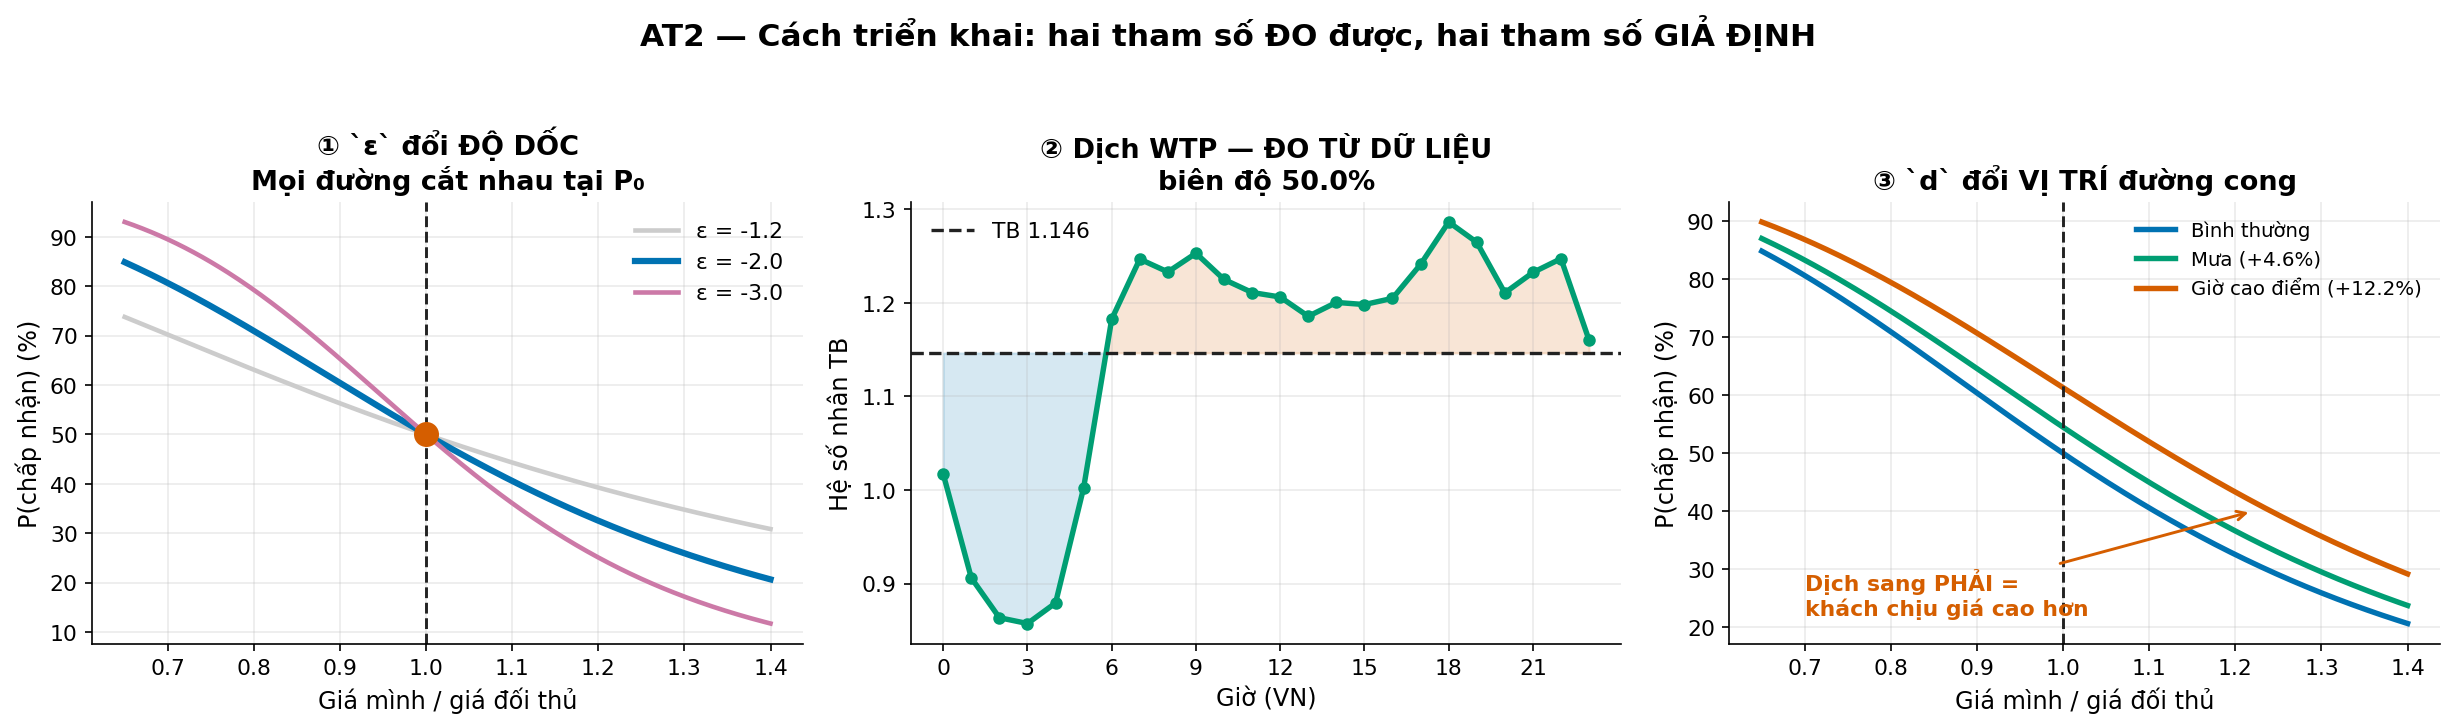 AT2 — Cách triển khai: hai tham số ĐO được, hai tham số GIẢ ĐỊNH
① `ε` đổi ĐỘ DỐC
Mọi đường cắt nhau tại P₀
P(chấp nhận) (%)
90
80
70
60
50
40
30
20
10
ε = -1.2
ε = -2.0
ε = -3.0
0.7 0.8 0.9 1.0 1.1 1.2 1.3 1.4
Giá mình / giá đối thủ
② Dịch WTP — ĐO TỪ DỮ LIỆU
biên độ 50.0%
Hệ số nhân TB
1.3
1.2
1.1
1.0
0.9
TB 1.146
0 3 6 9 12 15 18 21
Giờ (VN)
③ `d` đổi VỊ TRÍ đường cong
P(chấp nhận) (%)
90
80
70
60
50
40
30
20
Bình thường
Mưa (+4.6%)
Giờ cao điểm (+12.2%)
Dịch sang PHẢI =
khách chịu giá cao hơn
0.7 0.8 0.9 1.0 1.1 1.2 1.3 1.4
Giá mình / giá đối thủ